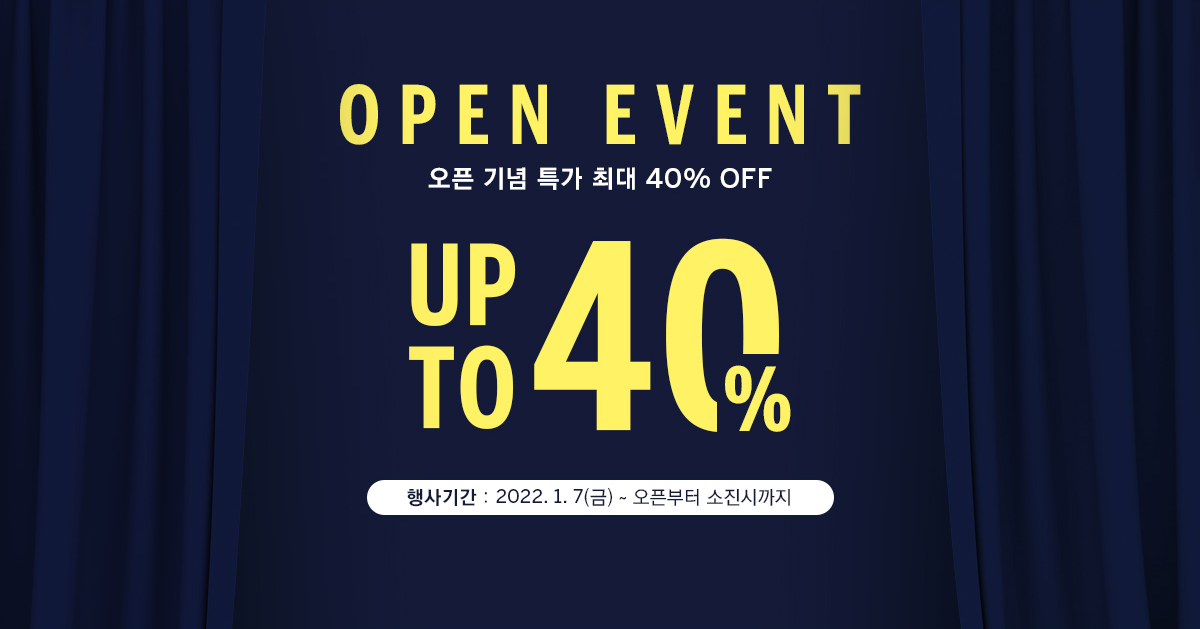 OPEN EVENT
오픈 기념 특가 최대 40% OFF
UP TO 40%
행사기간 : 2022. 1. 7(금) ~ 오픈부터 소진시까지